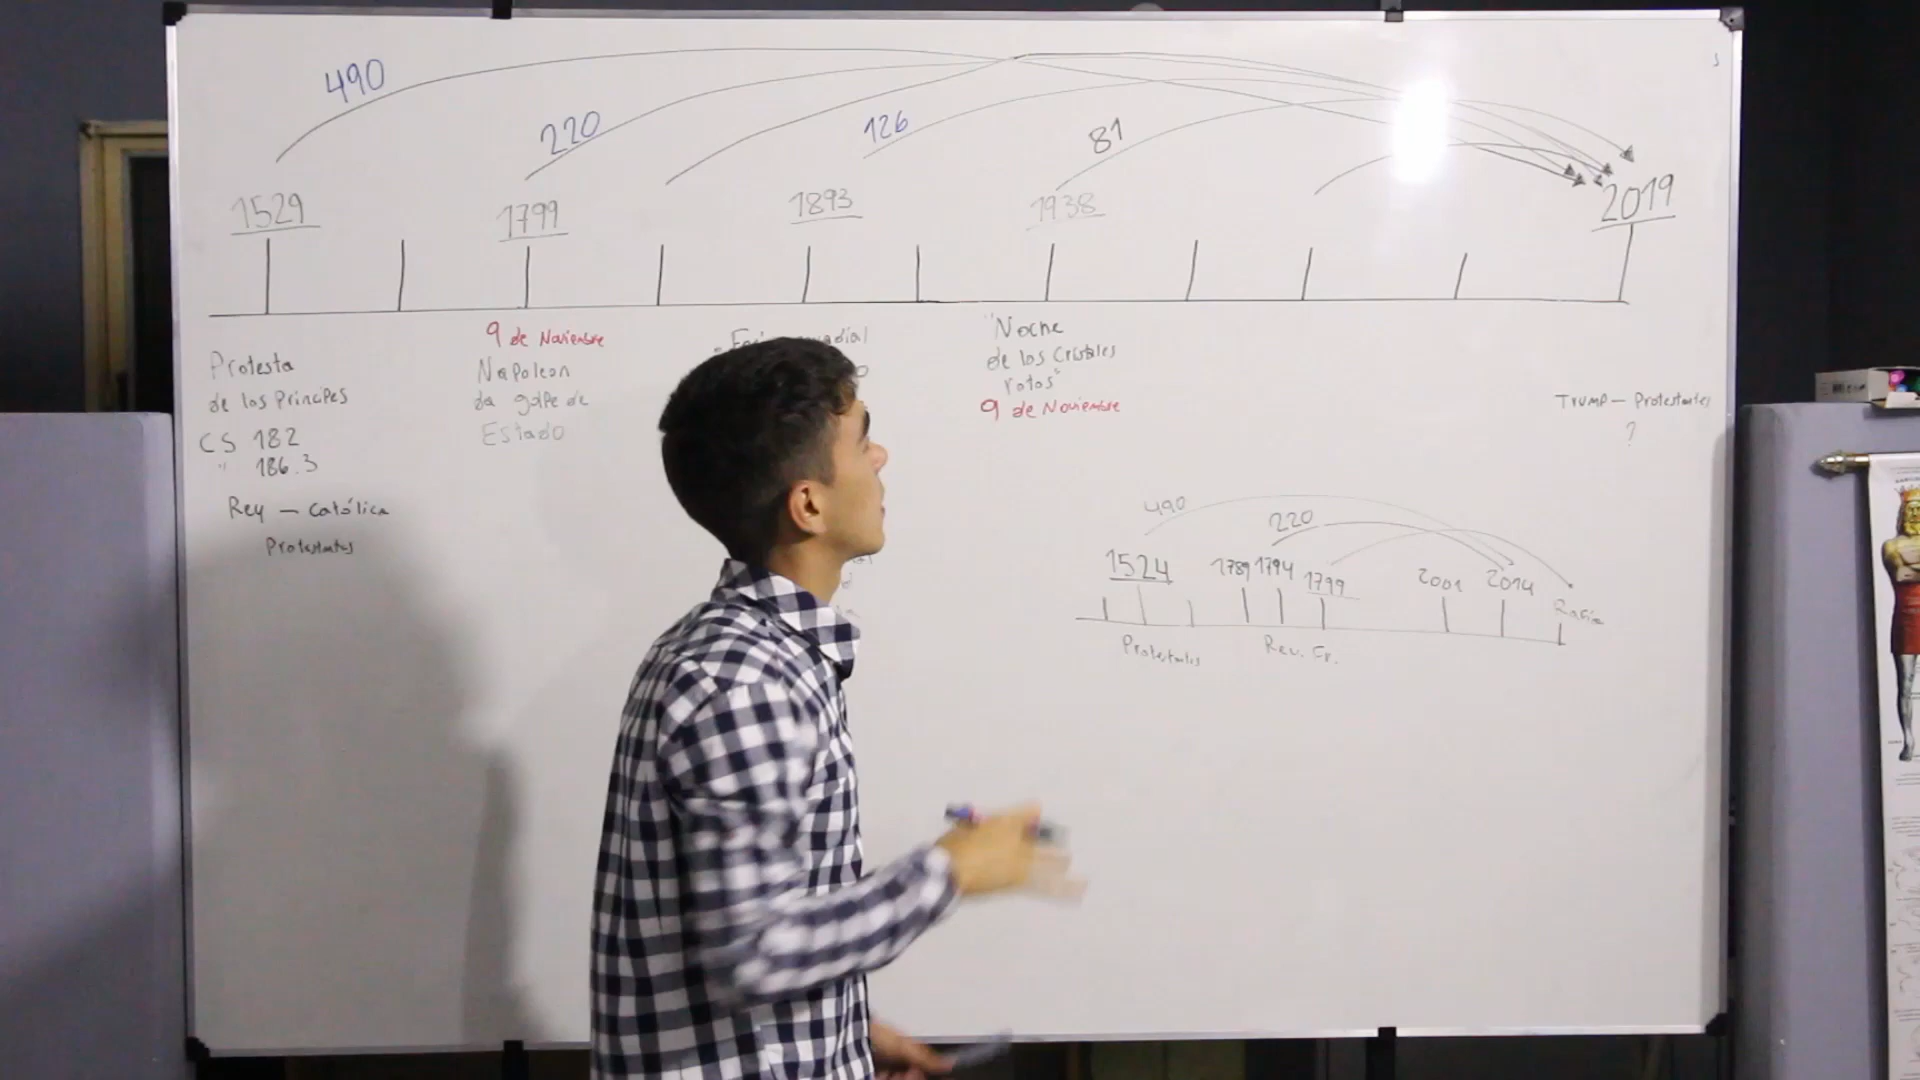 490
220
126
81
1529
1799
1893
1938
2019
Protesta
de los Principes
CS 182
" 186.3
Rey - Católica
Protestantes
9 de Noviembre
Napoleon
da golpe de
Estado
"Noche
de los Cristales
rotos"
9 de Noviembre
Trump - Protestantes
?
490
220
1524
1789 1794
1799
2001
2014
Rafia
Protestantes
Rev. Fr.